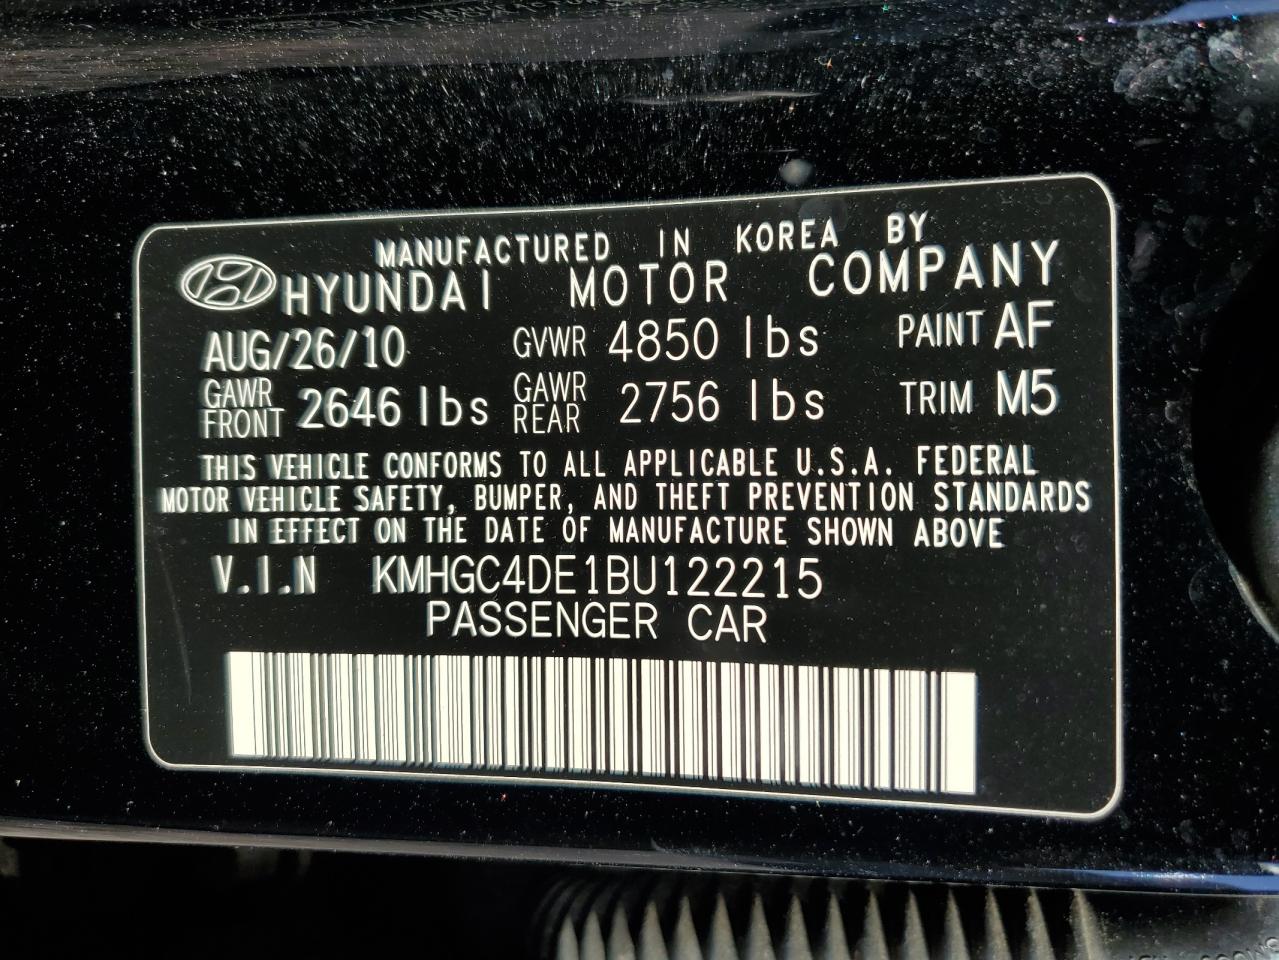 MANUFACTURED IN KOREA BY
HYUNDAI MOTOR COMPANY
AUG/26/10 GVWR 4850 lbs PAINT AF
GAWR FRONT 2646 lbs GAWR REAR 2756 lbs TRIM M5
THIS VEHICLE CONFORMS TO ALL APPLICABLE U.S.A. FEDERAL
MOTOR VEHICLE SAFETY, BUMPER, AND THEFT PREVENTION STANDARDS
IN EFFECT ON THE DATE OF MANUFACTURE SHOWN ABOVE
V.I.N KMHGC4DE1BU122215
PASSENGER CAR